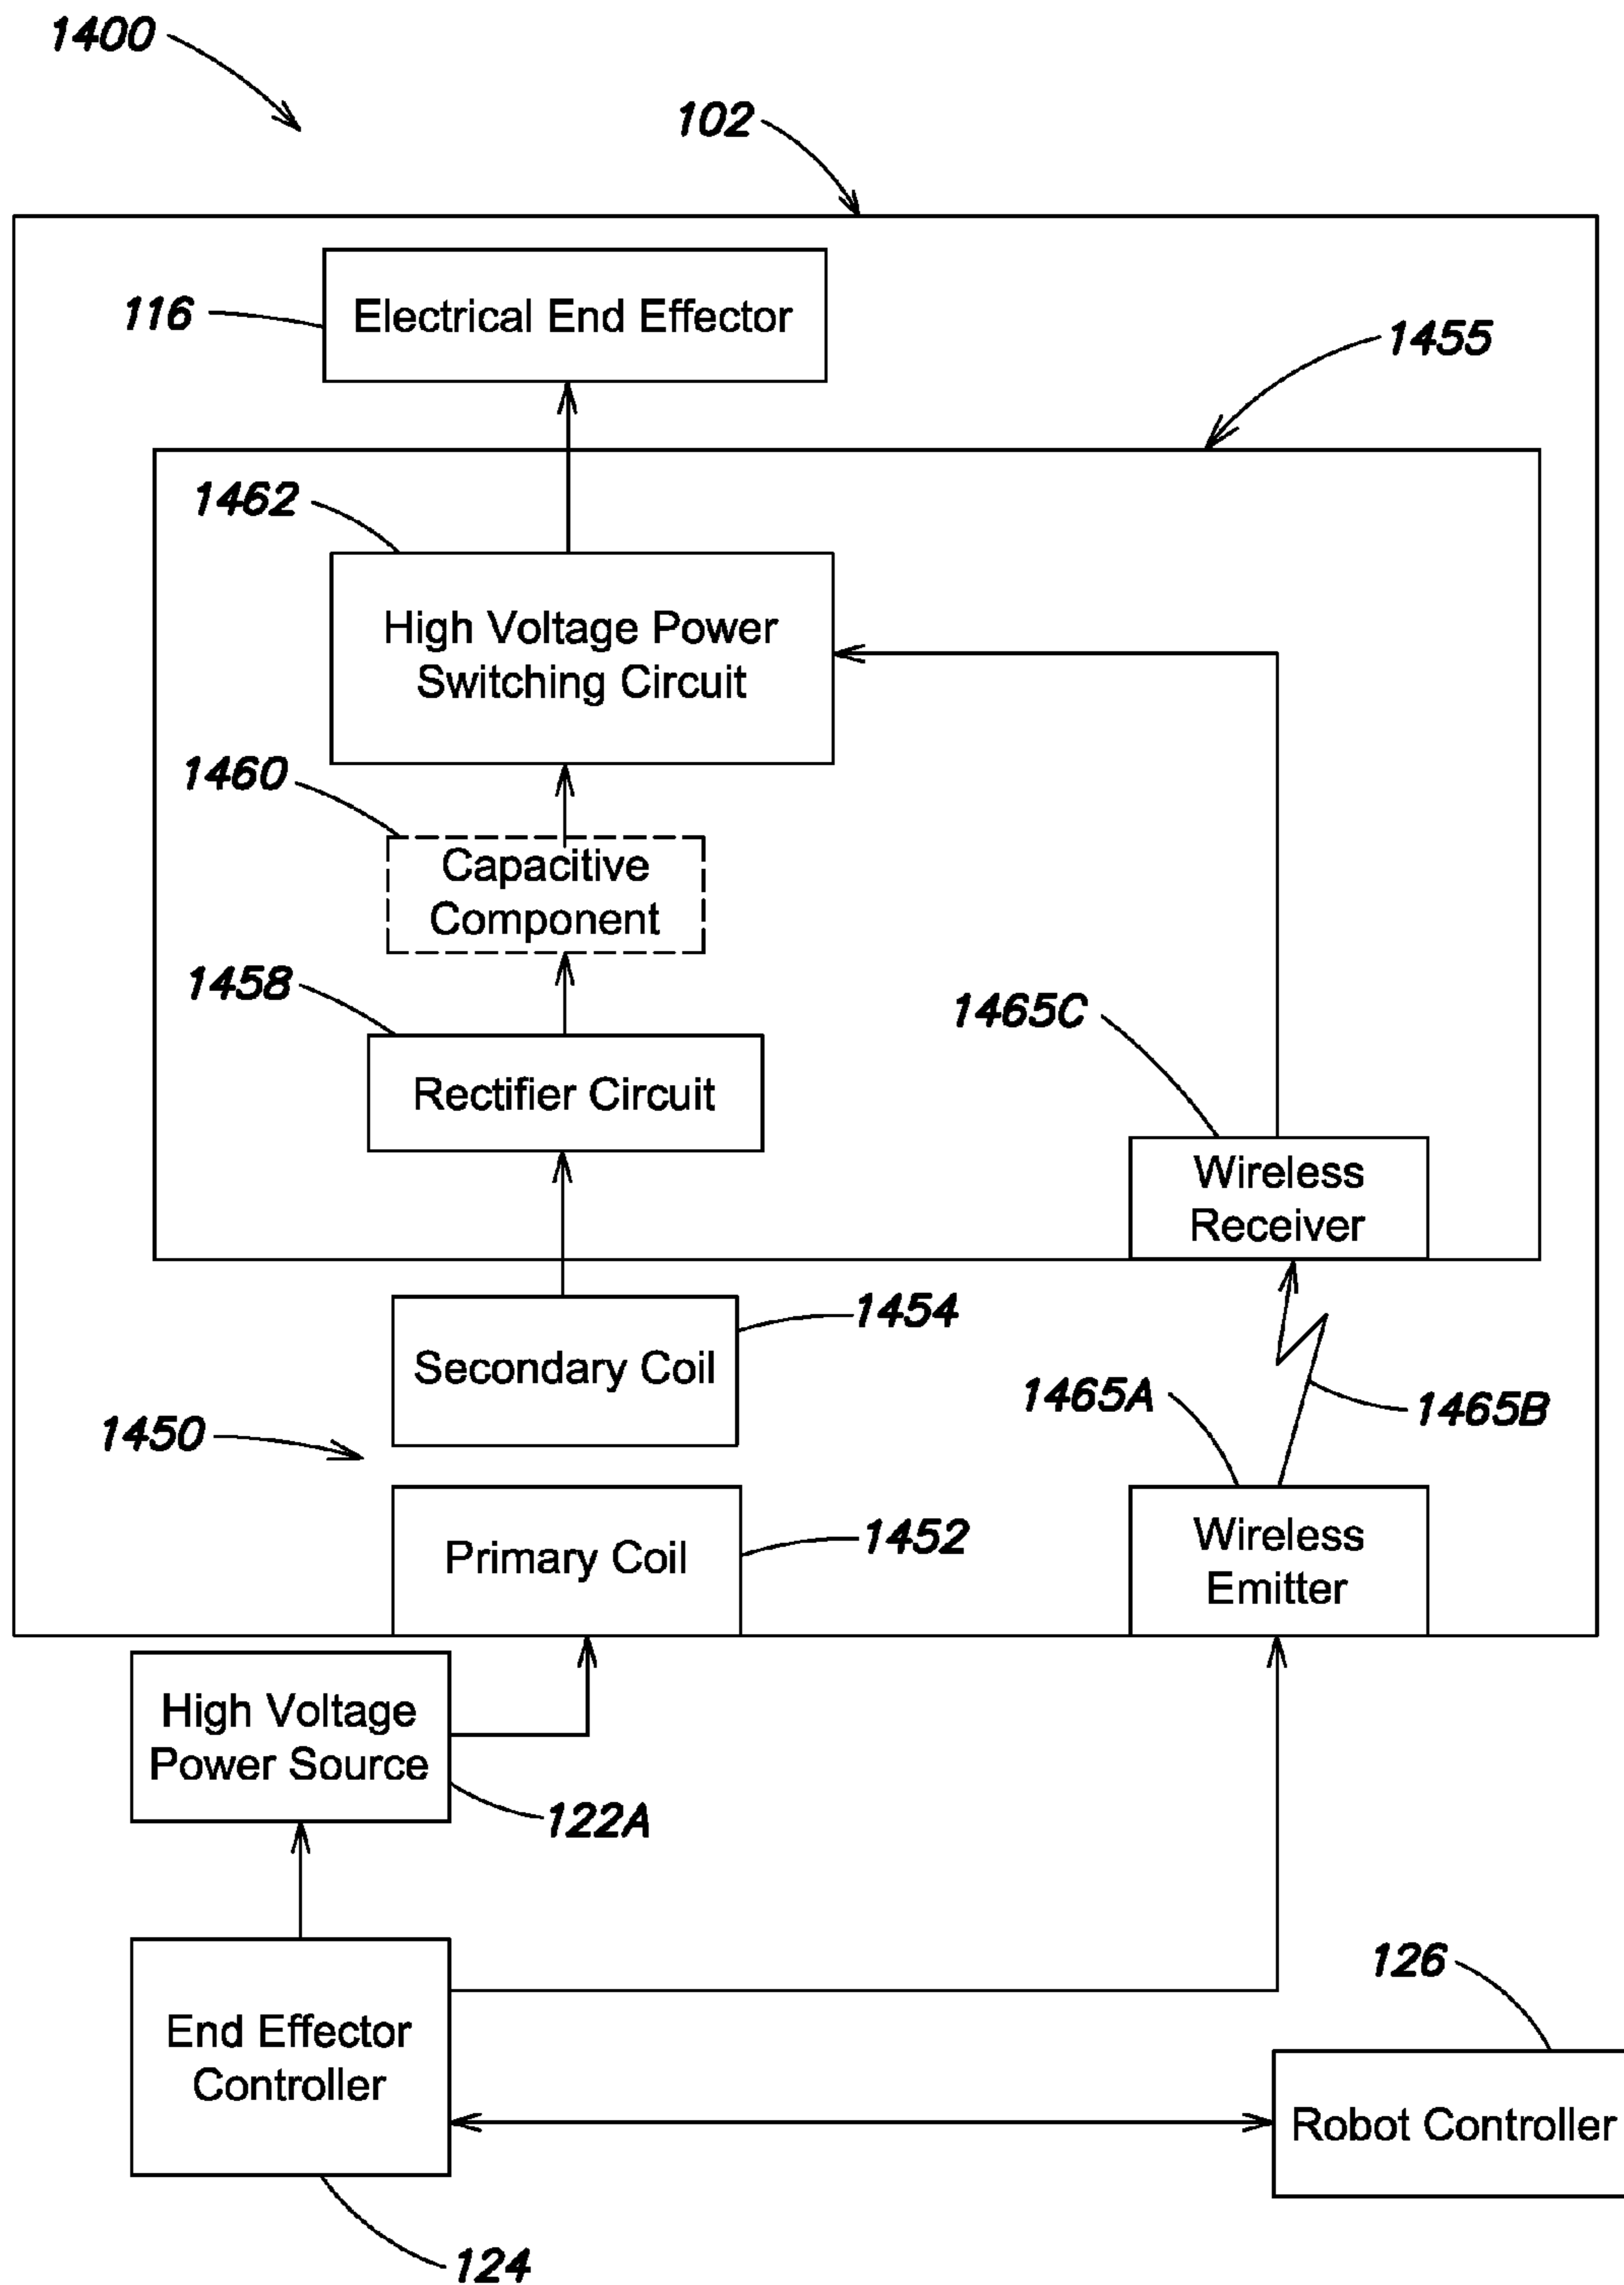 1400
102
116
Electrical End Effector
1455
1462
High Voltage Power
Switching Circuit
1460
Capacitive
Component
1458
Rectifier Circuit
1465C
Wireless
Receiver
1454
Secondary Coil
1465A
1465B
1450
Primary Coil
1452
Wireless
Emitter
High Voltage
Power Source
122A
126
End Effector
Controller
Robot Controller
124